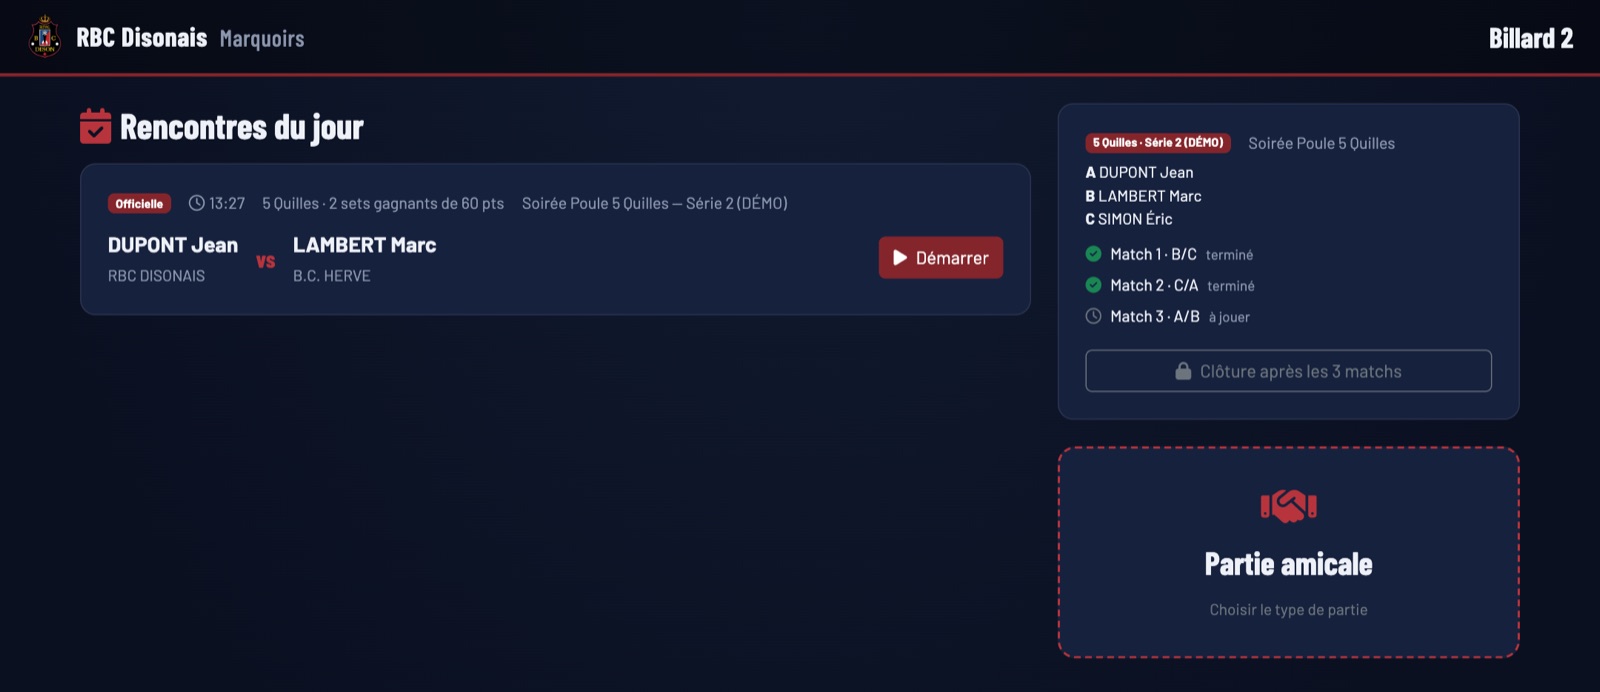 RBC Disonais Marquoirs
Billard 2
Rencontres du jour
Officielle 13:27 5 Quilles · 2 sets gagnants de 60 pts Soirée Poule 5 Quilles — Série 2 (DÉMO)
DUPONT Jean vs LAMBERT Marc
RBC DISONAIS B.C. HERVE
Démarrer
5 Quilles · Série 2 (DÉMO) Soirée Poule 5 Quilles
A DUPONT Jean
B LAMBERT Marc
C SIMON Éric
Match 1 · B/C terminé
Match 2 · C/A terminé
Match 3 · A/B à jouer
Clôture après les 3 matchs
Partie amicale
Choisir le type de partie